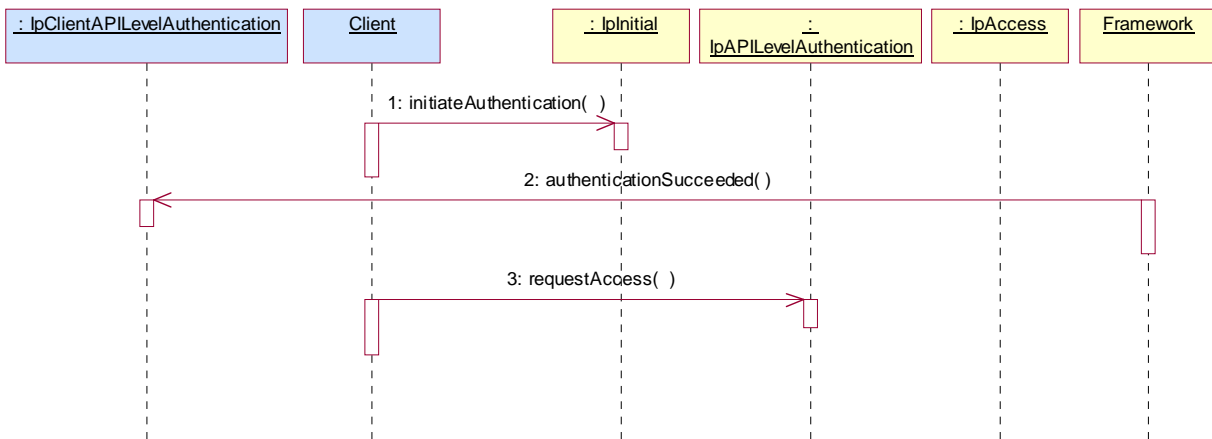 : IpClientAPILevelAuthentication
Client
: IpInitial
:
IpAPILevelAuthentication
: IpAccess
Framework
1: initiateAuthentication( )
2: authenticationSucceeded( )
3: requestAccess( )